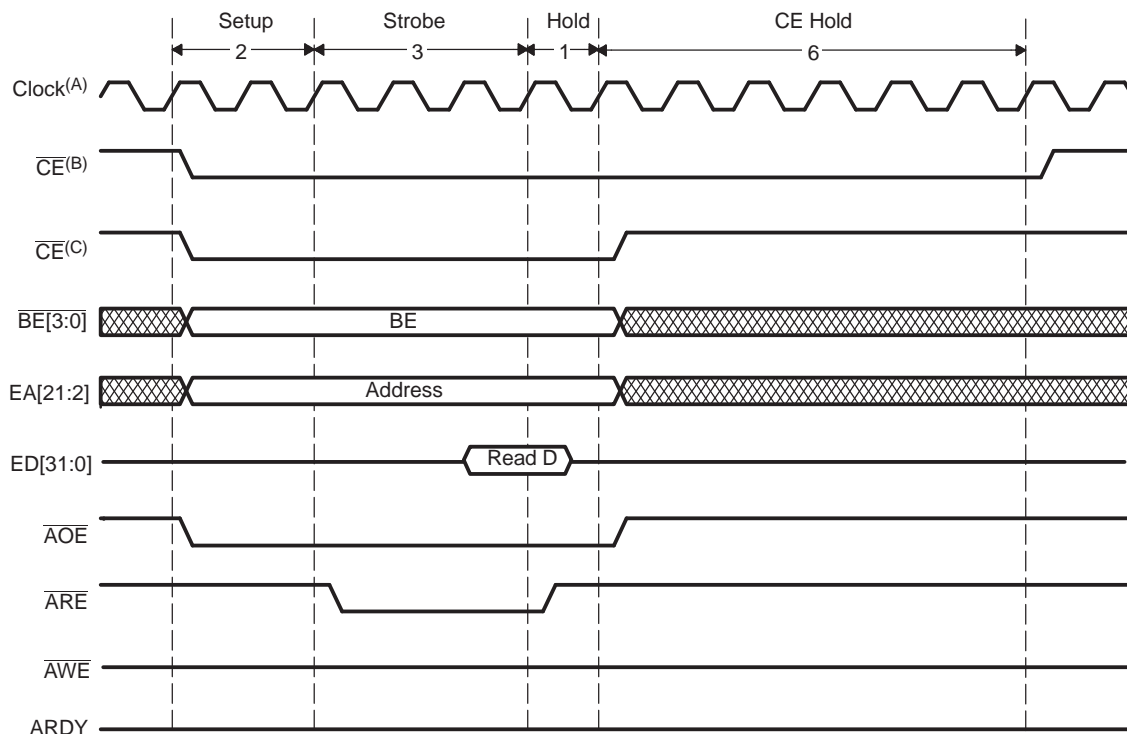 Setup Strobe Hold CE Hold
2 3 1 6
Clock(A)
CE(B)
CE(C)
BE[3:0] BE
EA[21:2] Address
ED[31:0] Read D
AOE
ARE
AWE
ARDY